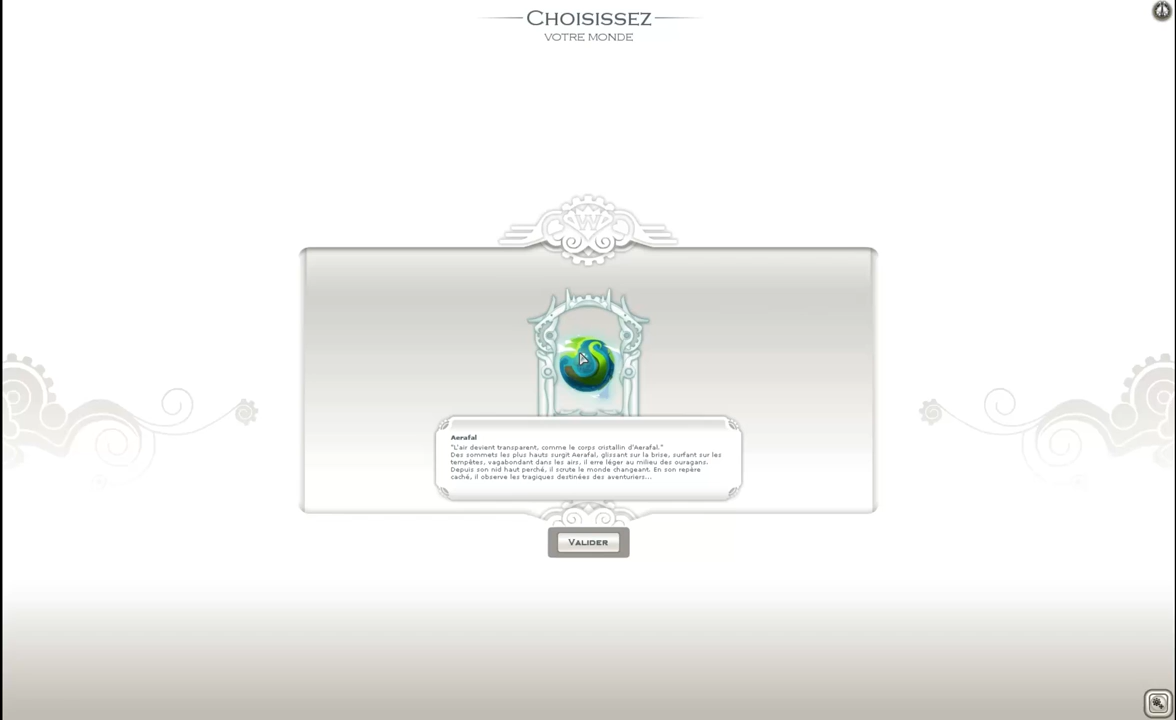 CHOISISSEZ
VOTRE MONDE
W
Aerafal
"L'air devient transparent, comme le corps cristallin d'Aerafal."
Des sommets les plus hauts surgit Aerafal, glissant sur la brise, surfant sur les
tempêtes, vagabondant dans les airs, il erre léger au milieu des ouragans.
Depuis son nid haut perché, il scrute le monde changeant. En son repère
caché, il observe les tragiques destinées des aventuriers...
VALIDER